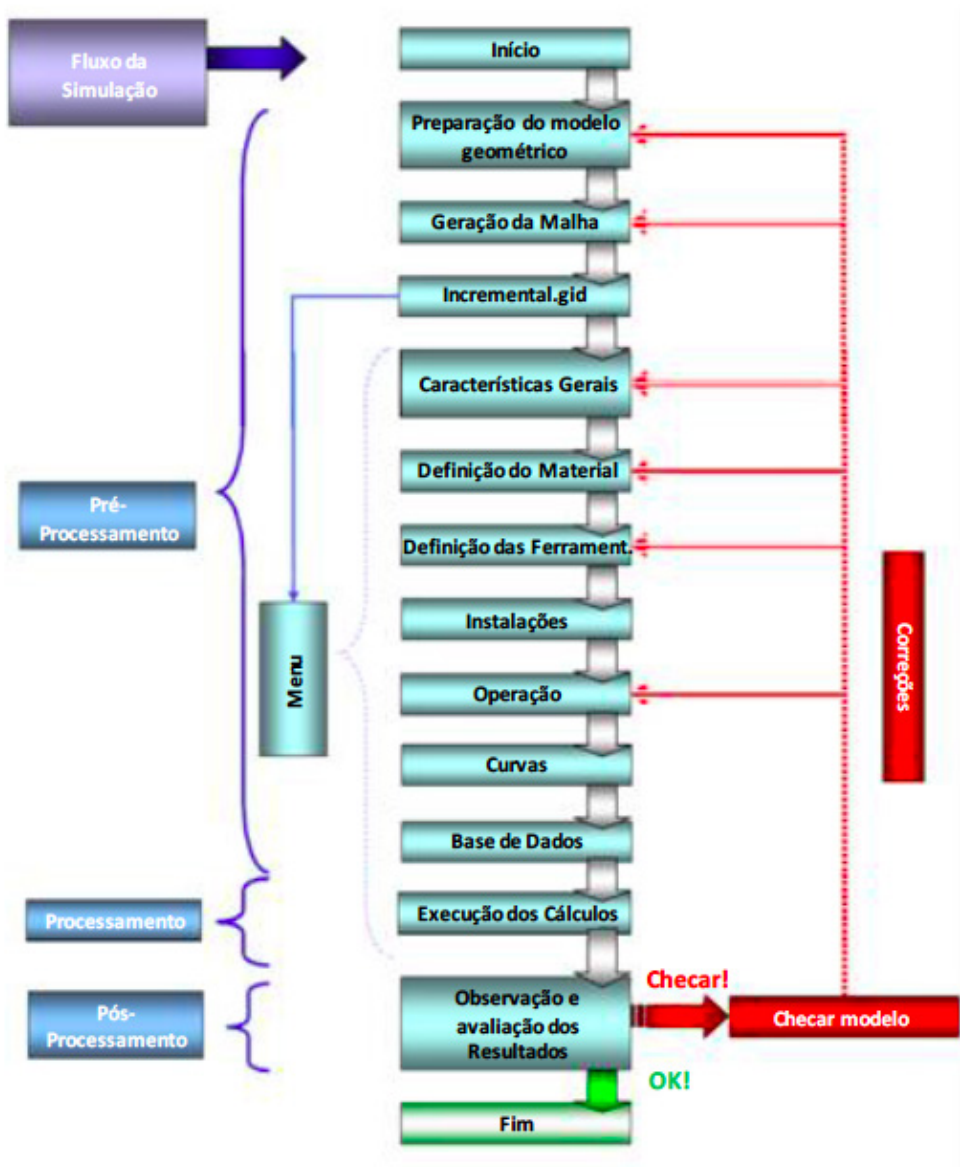 Fluxo da
Simulação
Início
Preparação do modelo
geométrico
Geração da Malha
Incremental.gid
Características Gerais
Definição do Material
Pré-
Processamento
Definição das Ferrament.
Instalações
Menu
Correções
Operação
Curvas
Base de Dados
Processamento
Execução dos Cálculos
Pós-
Processamento
Observação e
avaliação dos
Resultados
Checar!
Checar modelo
OK!
Fim